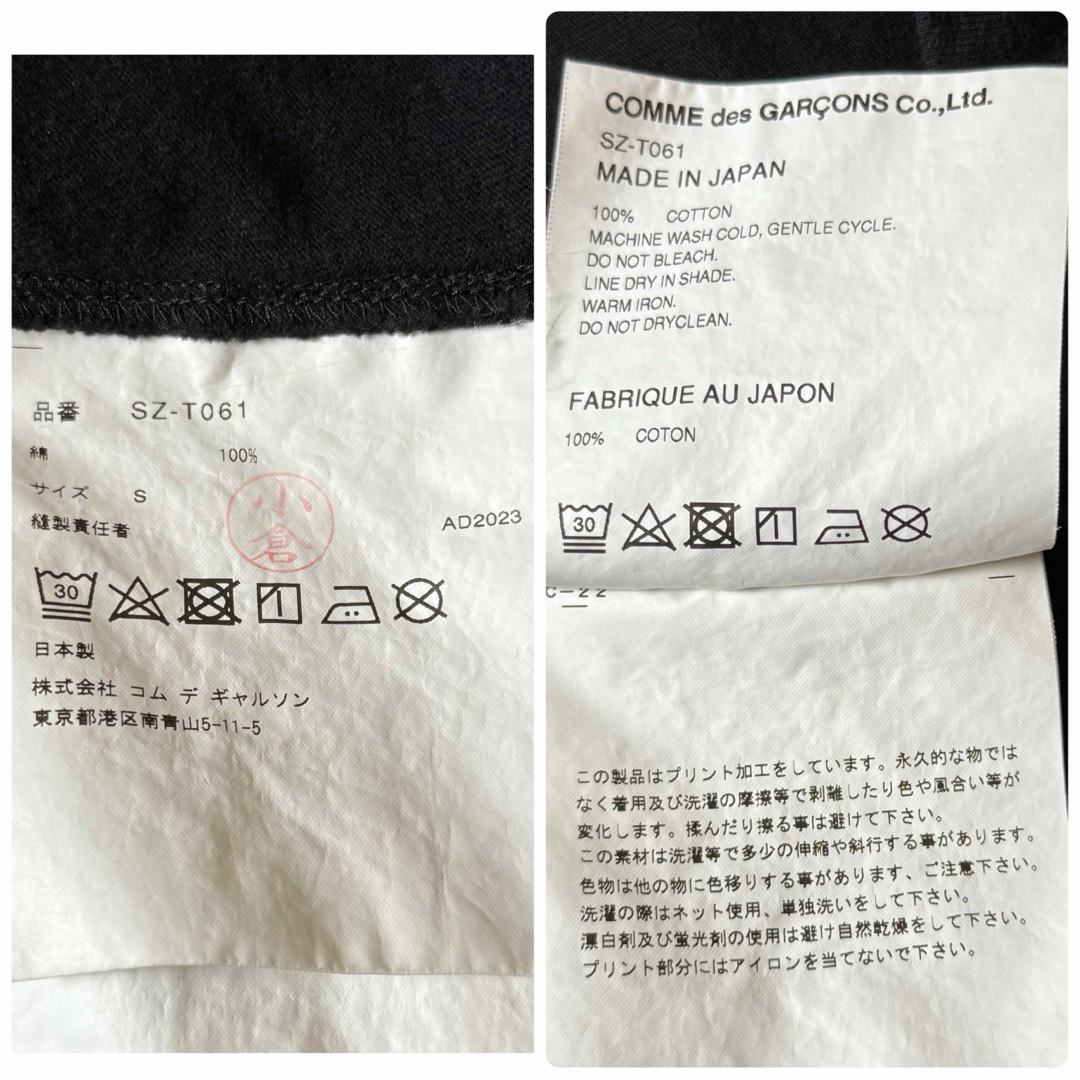 品番 SZ-T061
綿 100%
サイズ S
縫製責任者 小倉 AD2023
30
日本製
株式会社 コム デ ギャルソン
東京都港区南青山5-11-5
COMME des GARÇONS Co.,Ltd.
SZ-T061
MADE IN JAPAN
100% COTTON
MACHINE WASH COLD, GENTLE CYCLE.
DO NOT BLEACH.
LINE DRY IN SHADE.
WARM IRON.
DO NOT DRYCLEAN.
FABRIQUE AU JAPON
100% COTON
30
C-22
この製品はプリント加工をしています。永久的な物では
なく着用及び洗濯の摩擦等で剥離したり色や風合い等が
変化します。揉んだり擦る事は避けて下さい。
この素材は洗濯等で多少の伸縮や斜行する事があります。
色物は他の物に色移りする事があります、ご注意下さい。
洗濯の際はネット使用、単独洗いをして下さい。
漂白剤及び蛍光剤の使用は避け自然乾燥をして下さい。
プリント部分にはアイロンを当てないで下さい。